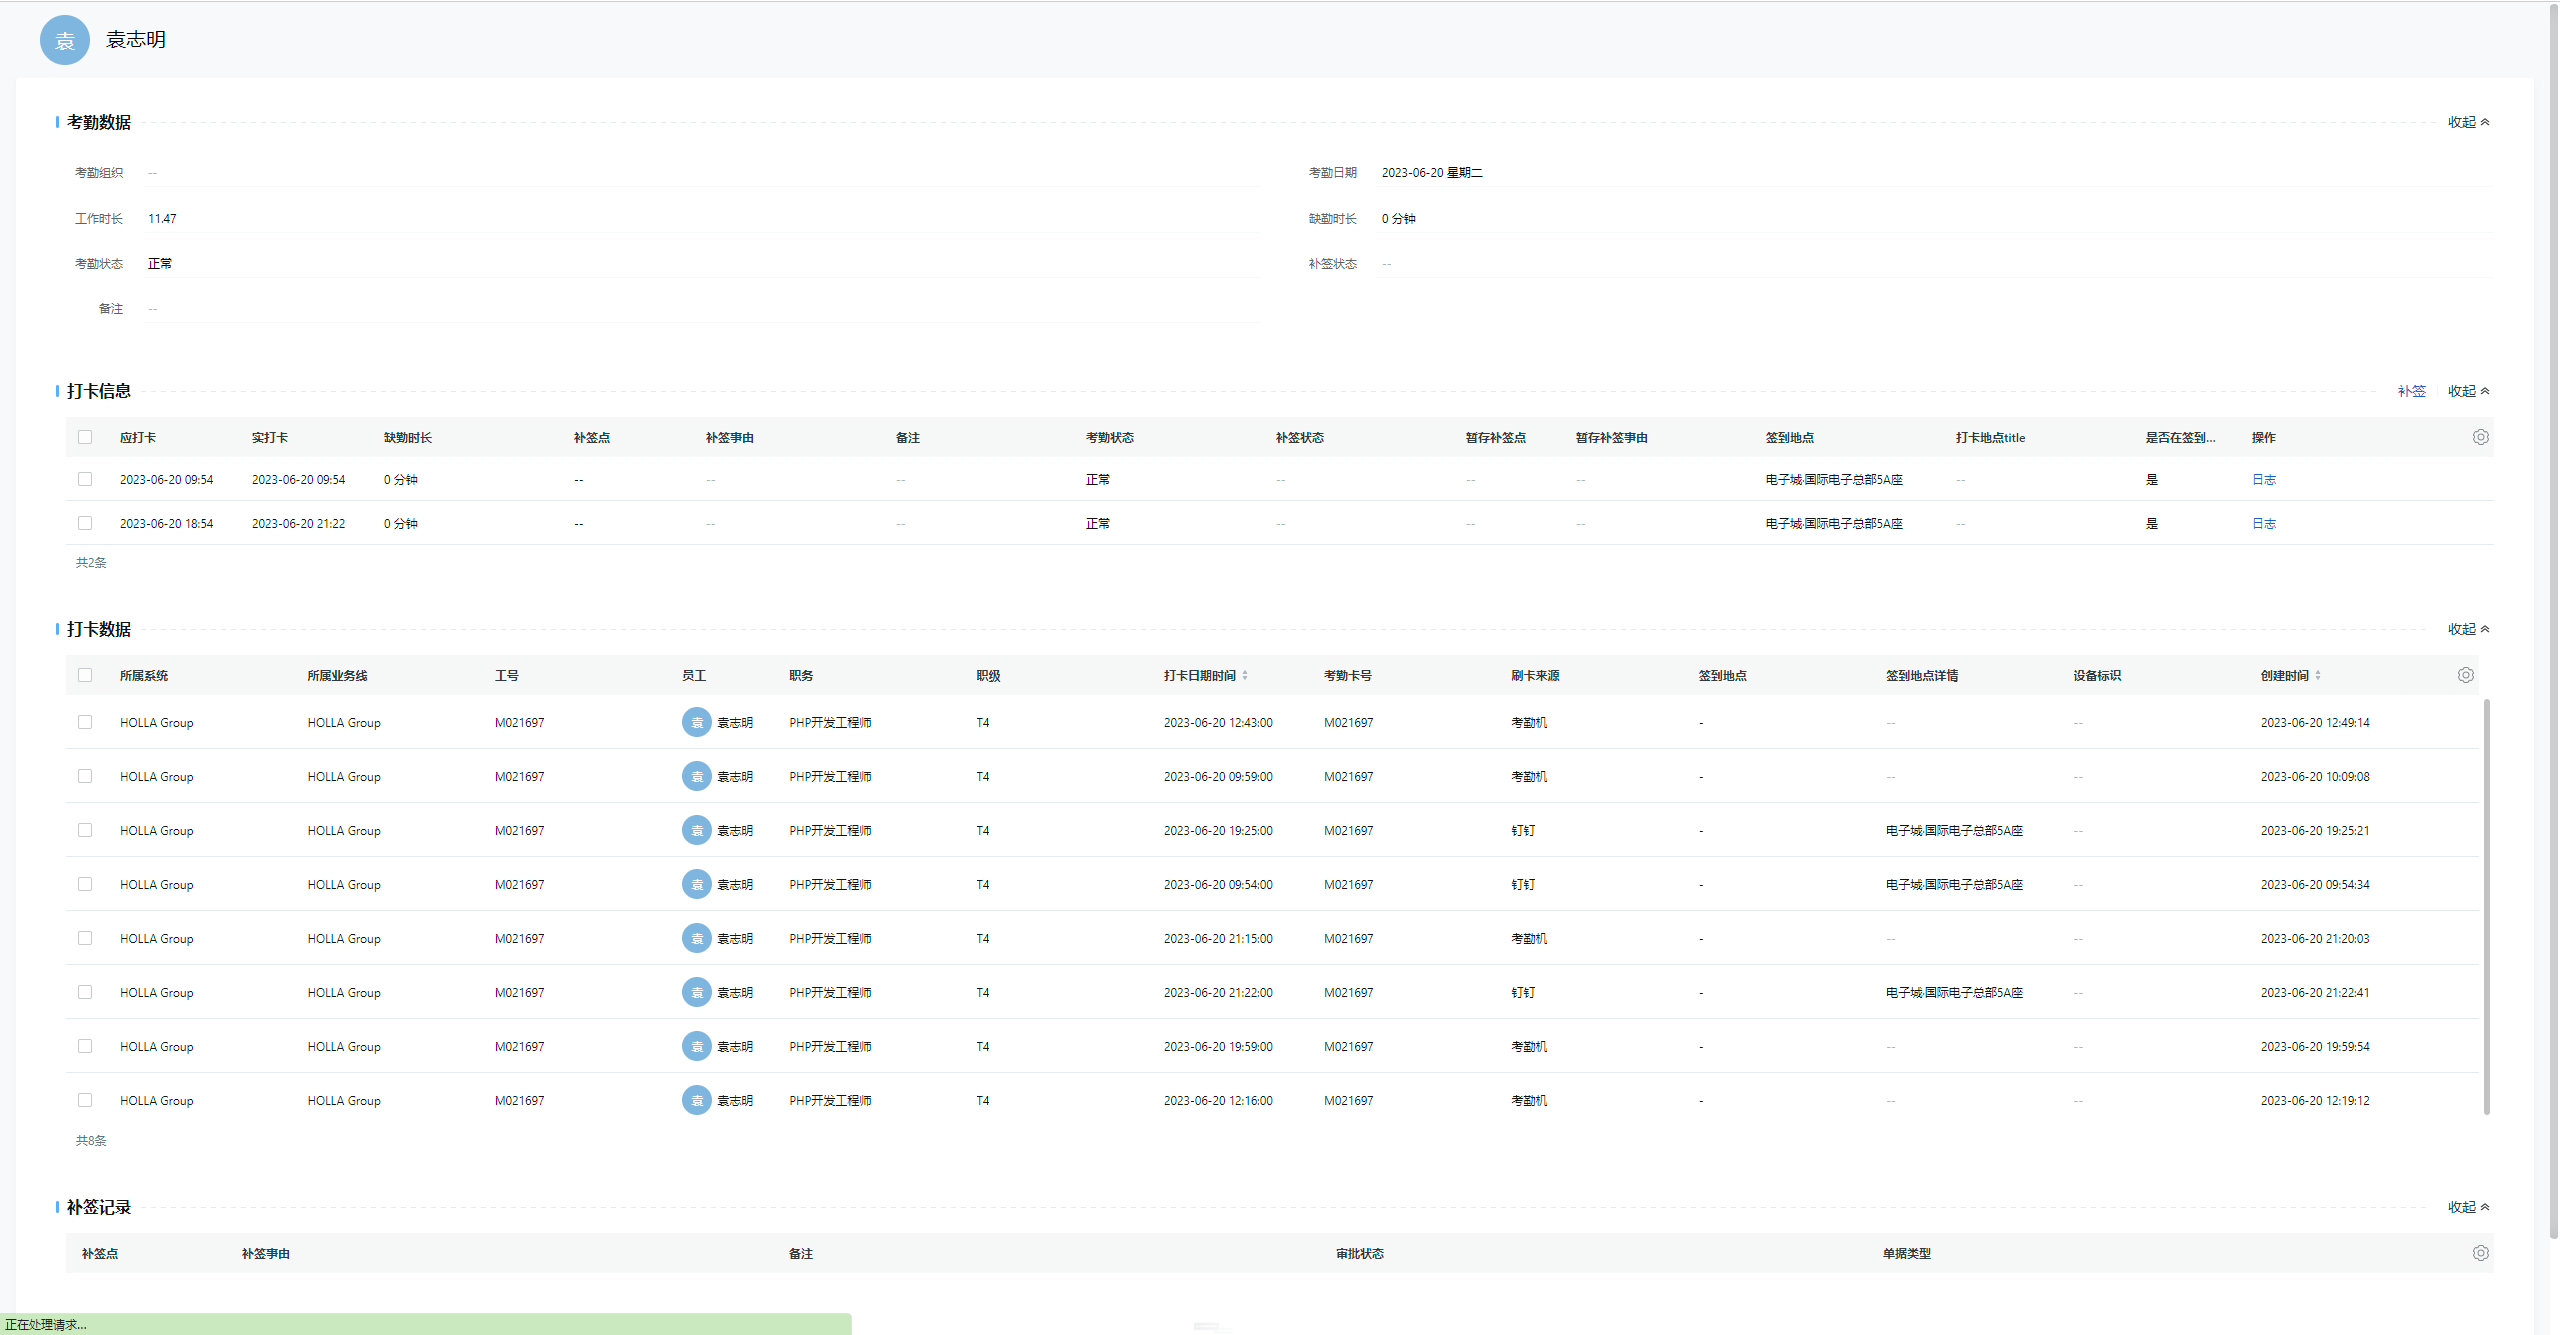 袁 袁志明
考勤数据 收起
考勤组织 -- 考勤日期 2023-06-20 星期二
工作时长 11.47 缺勤时长 0 分钟
考勤状态 正常 补签状态 --
备注 --
打卡信息 补签 收起
应打卡 实打卡 缺勤时长 补签点 补签事由 备注 考勤状态 补签状态 暂存补签点 暂存补签事由 签到地点 打卡地点title 是否在签到... 操作
2023-06-20 09:54 2023-06-20 09:54 0 分钟 -- -- -- 正常 -- -- -- 电子城·国际电子总部5A座 -- 是 日志
2023-06-20 18:54 2023-06-20 21:22 0 分钟 -- -- -- 正常 -- -- -- 电子城·国际电子总部5A座 -- 是 日志
共2条
打卡数据 收起
所属系统 所属业务线 工号 员工 职务 职级 打卡日期时间 考勤卡号 刷卡来源 签到地点 签到地点详情 设备标识 创建时间
HOLLA Group HOLLA Group M021697 袁 袁志明 PHP开发工程师 T4 2023-06-20 12:43:00 M021697 考勤机 - -- -- 2023-06-20 12:49:14
HOLLA Group HOLLA Group M021697 袁 袁志明 PHP开发工程师 T4 2023-06-20 09:59:00 M021697 考勤机 - -- -- 2023-06-20 10:09:08
HOLLA Group HOLLA Group M021697 袁 袁志明 PHP开发工程师 T4 2023-06-20 19:25:00 M021697 钉钉 - 电子城·国际电子总部5A座 -- 2023-06-20 19:25:21
HOLLA Group HOLLA Group M021697 袁 袁志明 PHP开发工程师 T4 2023-06-20 09:54:00 M021697 钉钉 - 电子城·国际电子总部5A座 -- 2023-06-20 09:54:34
HOLLA Group HOLLA Group M021697 袁 袁志明 PHP开发工程师 T4 2023-06-20 21:15:00 M021697 考勤机 - -- -- 2023-06-20 21:20:03
HOLLA Group HOLLA Group M021697 袁 袁志明 PHP开发工程师 T4 2023-06-20 21:22:00 M021697 钉钉 - 电子城·国际电子总部5A座 -- 2023-06-20 21:22:41
HOLLA Group HOLLA Group M021697 袁 袁志明 PHP开发工程师 T4 2023-06-20 19:59:00 M021697 考勤机 - -- -- 2023-06-20 19:59:54
HOLLA Group HOLLA Group M021697 袁 袁志明 PHP开发工程师 T4 2023-06-20 12:16:00 M021697 考勤机 - -- -- 2023-06-20 12:19:12
共8条
补签记录 收起
补签点 补签事由 备注 审批状态 单据类型
正在处理请求...